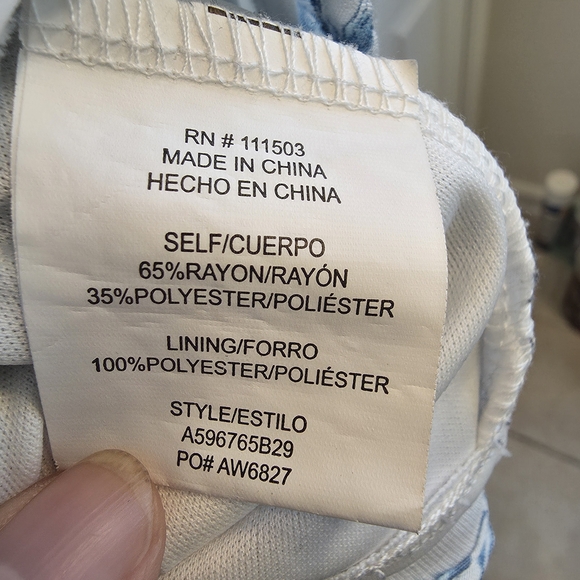 RN # 111503
MADE IN CHINA
HECHO EN CHINA
SELF/CUERPO
65%RAYON/RAYÓN
35%POLYESTER/POLIÉSTER
LINING/FORRO
100%POLYESTER/POLIÉSTER
STYLE/ESTILO
A596765B29
PO# AW6827